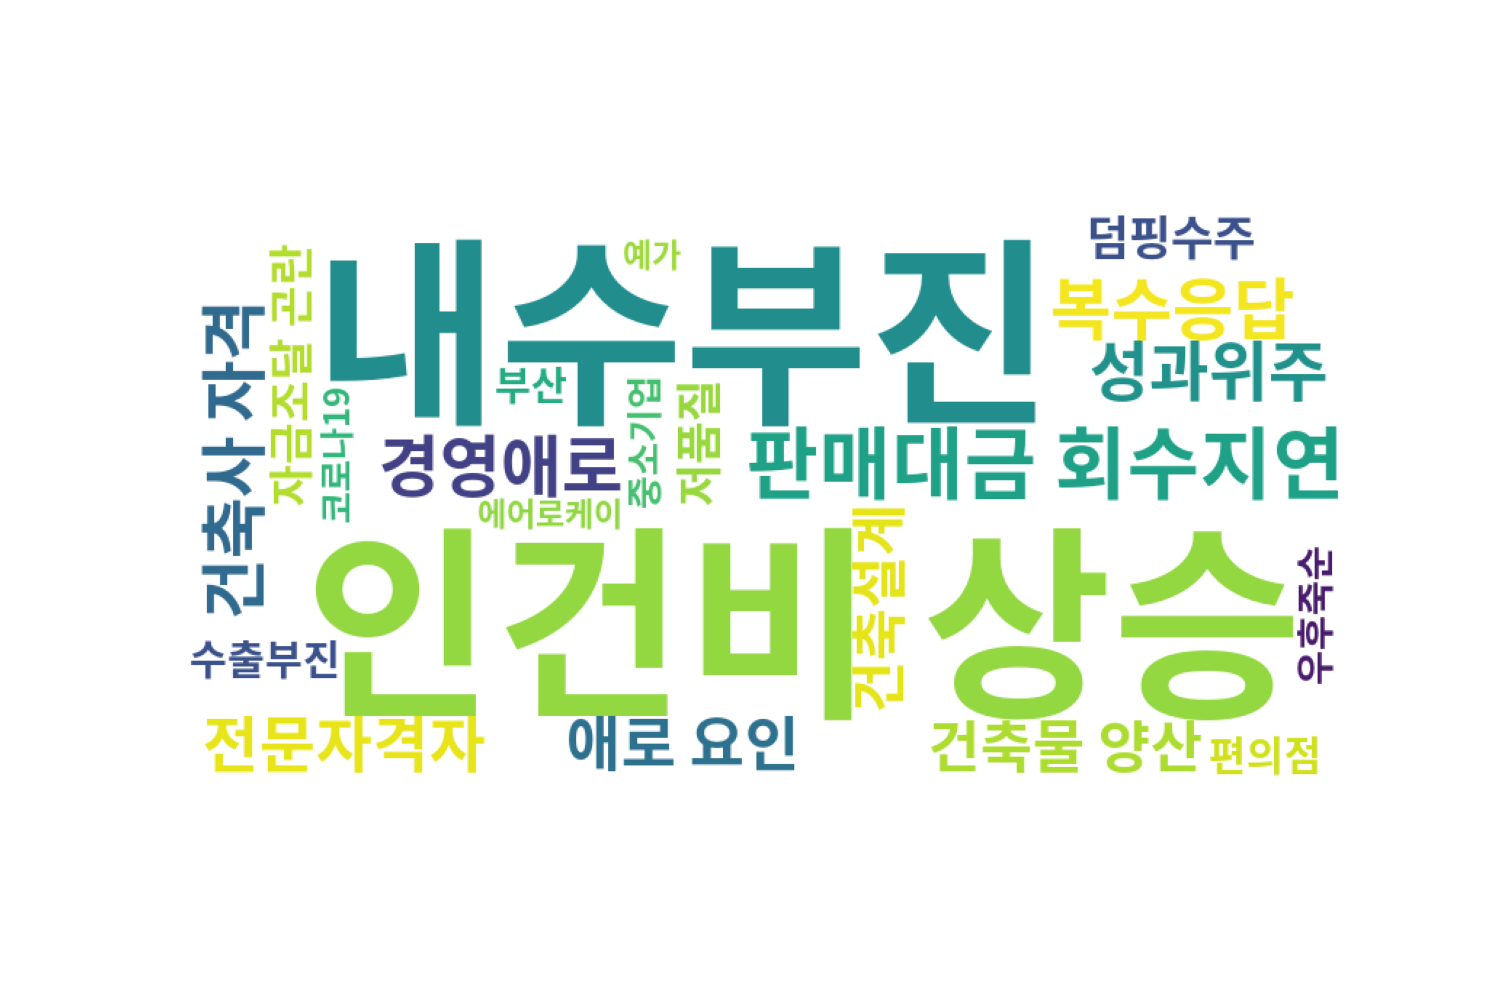 덤핑수주
내수부진
예가
복수응답
성과위주
건축사 자격
자금조달 곤란
코로나19
부산
중소기업
저품질
경영애로
판매대금 회수지연
에어로케이
인건비 상승
건축설계
우후죽순
수출부진
전문자격자
애로 요인
건축물 양산
편의점